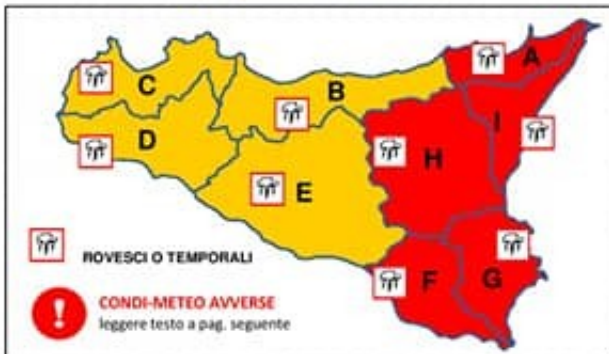 A
C
B
I
D
H
E
ROVESCI O TEMPORALI
F
G
!
CONDI-METEO AVVERSE
leggere testo a pag. seguente